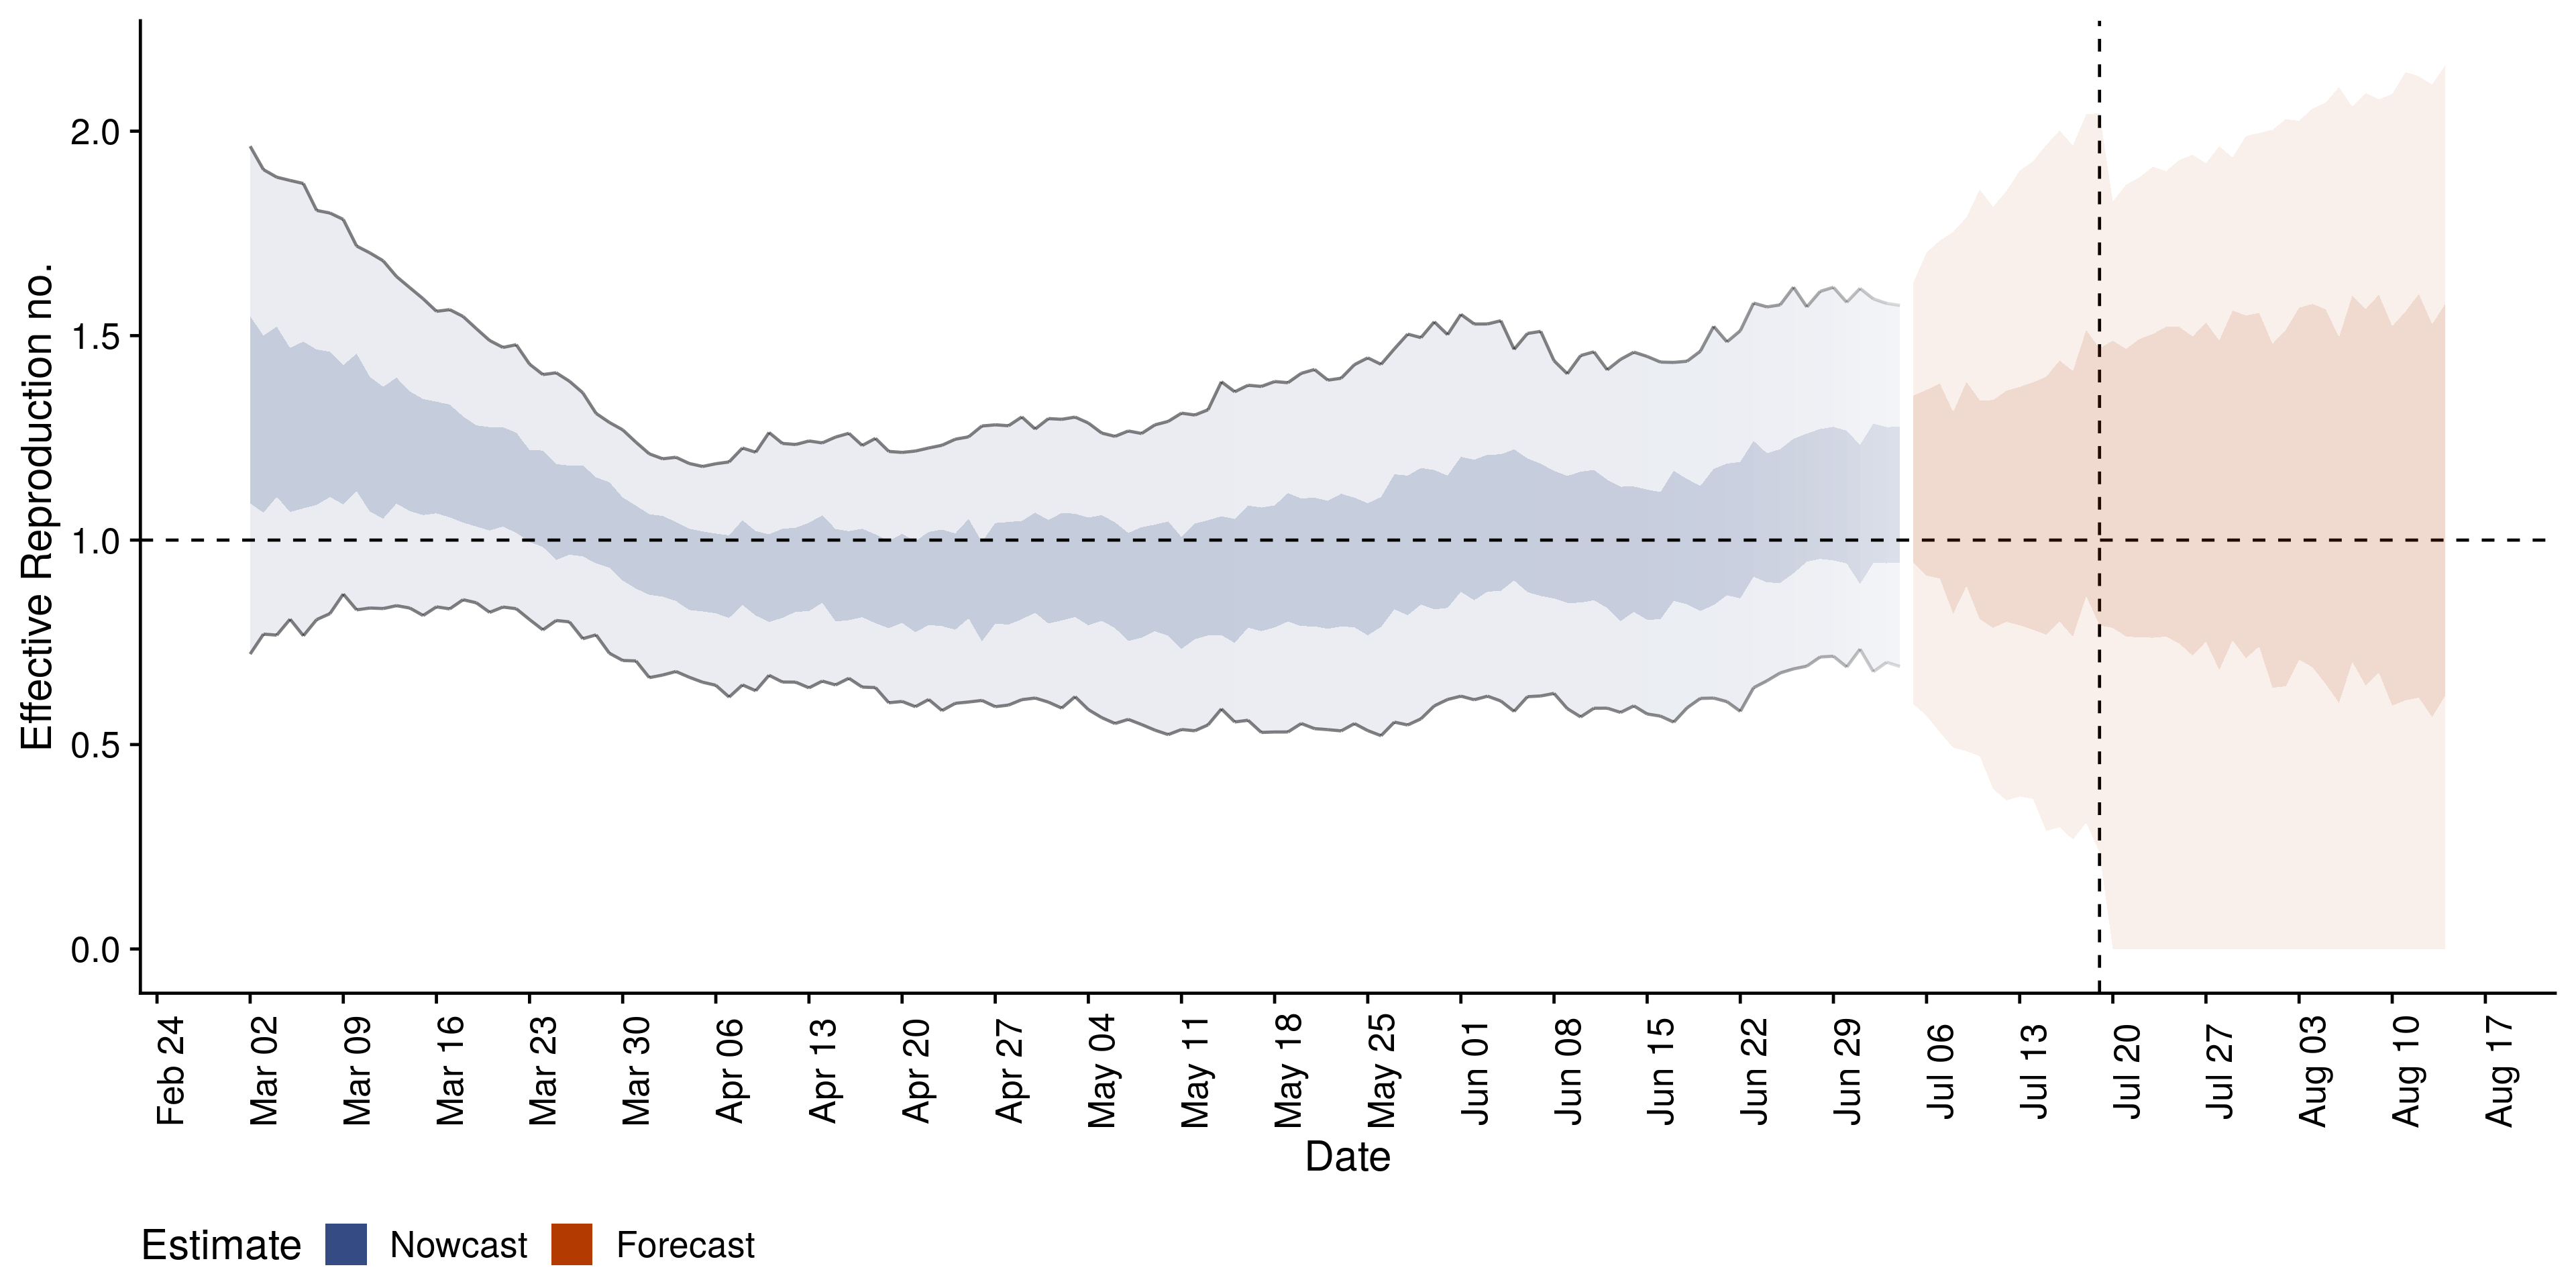 Effective Reproduction no.
2.0
1.5
1.0
0.5
0.0
Feb 24
Mar 02
Mar 09
Mar 16
Mar 23
Mar 30
Apr 06
Apr 13
Apr 20
Apr 27
May 04
May 11
May 18
May 25
Jun 01
Jun 08
Jun 15
Jun 22
Jun 29
Jul 06
Jul 13
Jul 20
Jul 27
Aug 03
Aug 10
Aug 17
Date
Estimate Nowcast Forecast